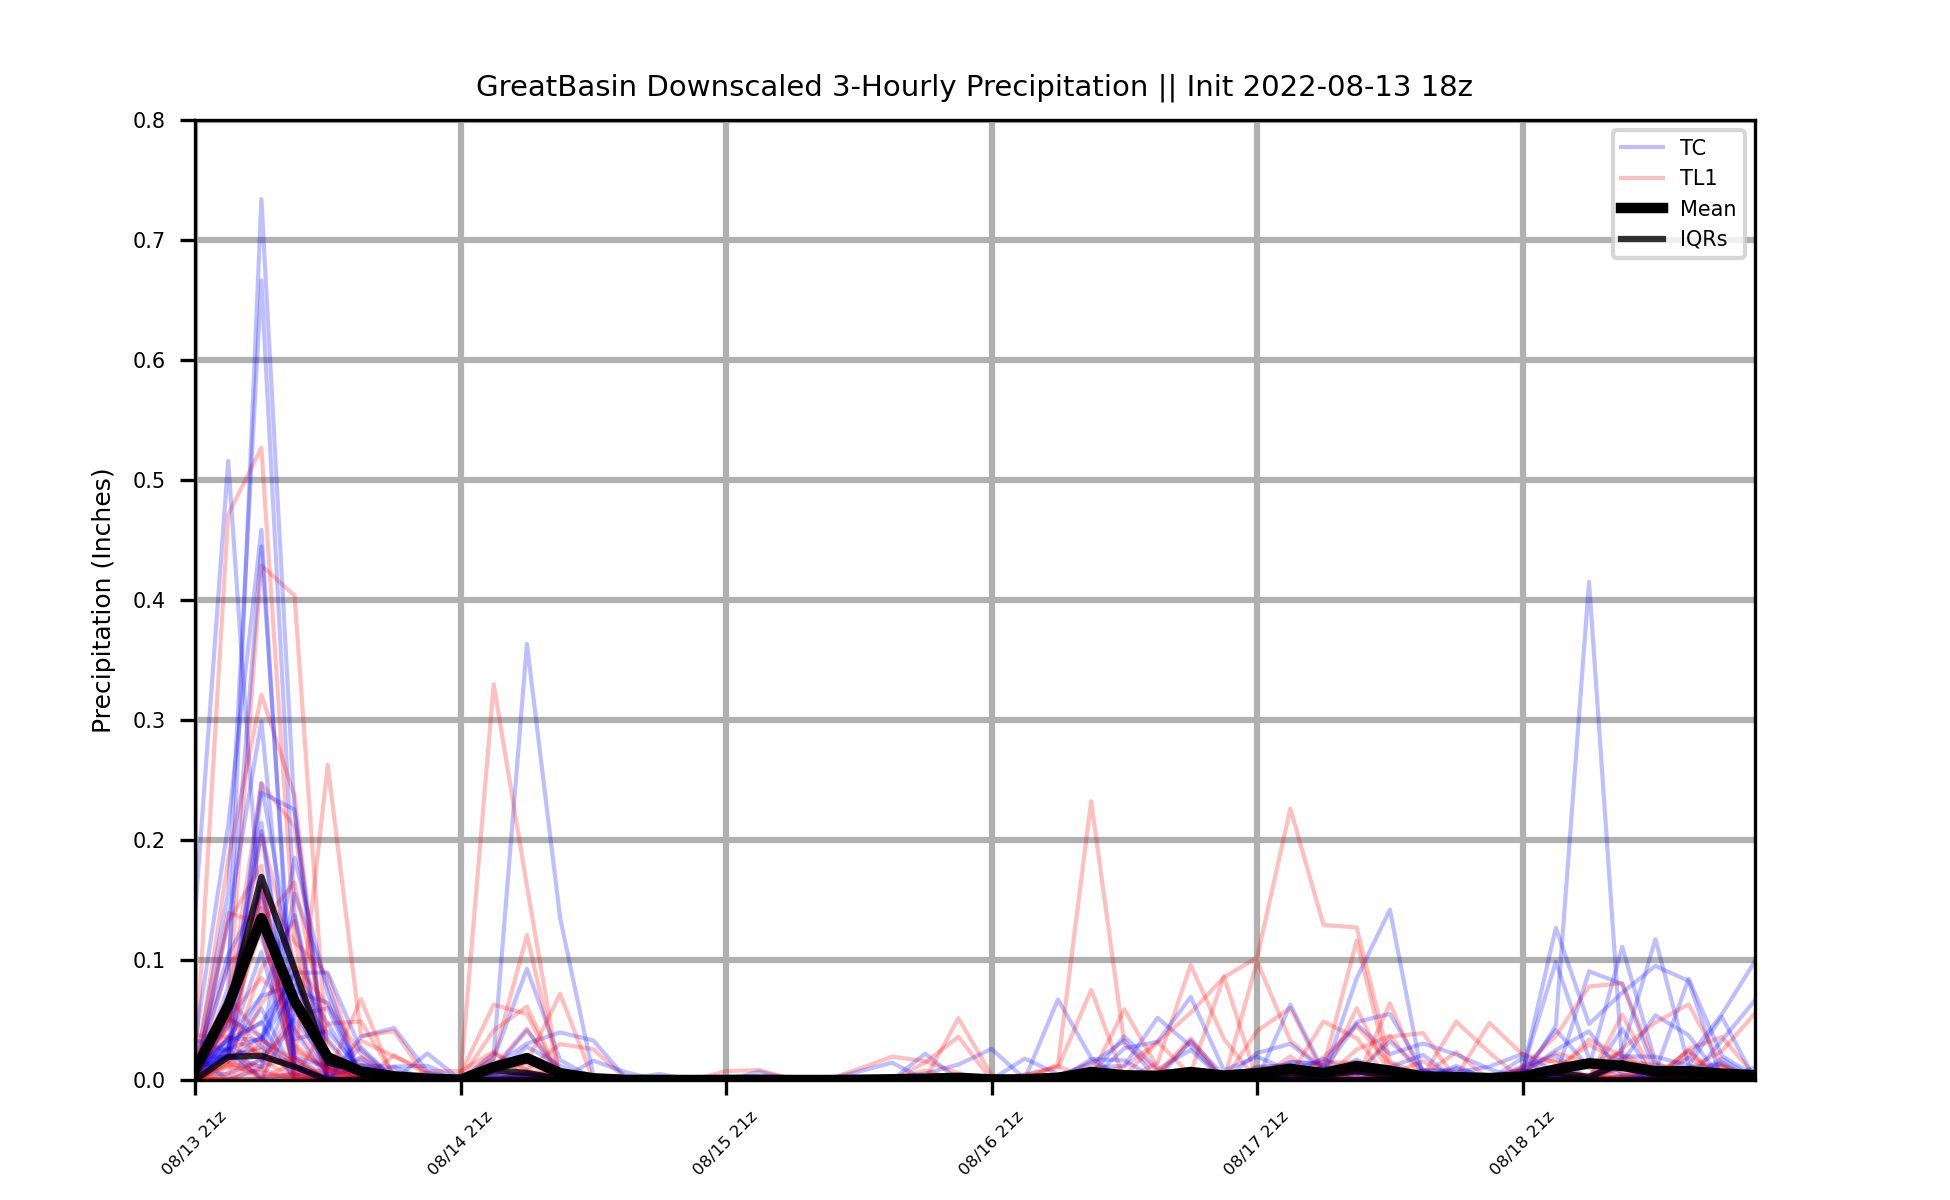 GreatBasin Downscaled 3-Hourly Precipitation || Init 2022-08-13 18z
TC
TL1
Mean
IQRs
Precipitation (Inches)
0.8
0.7
0.6
0.5
0.4
0.3
0.2
0.1
0.0
08/13 21z
08/14 21z
08/15 21z
08/16 21z
08/17 21z
08/18 21z